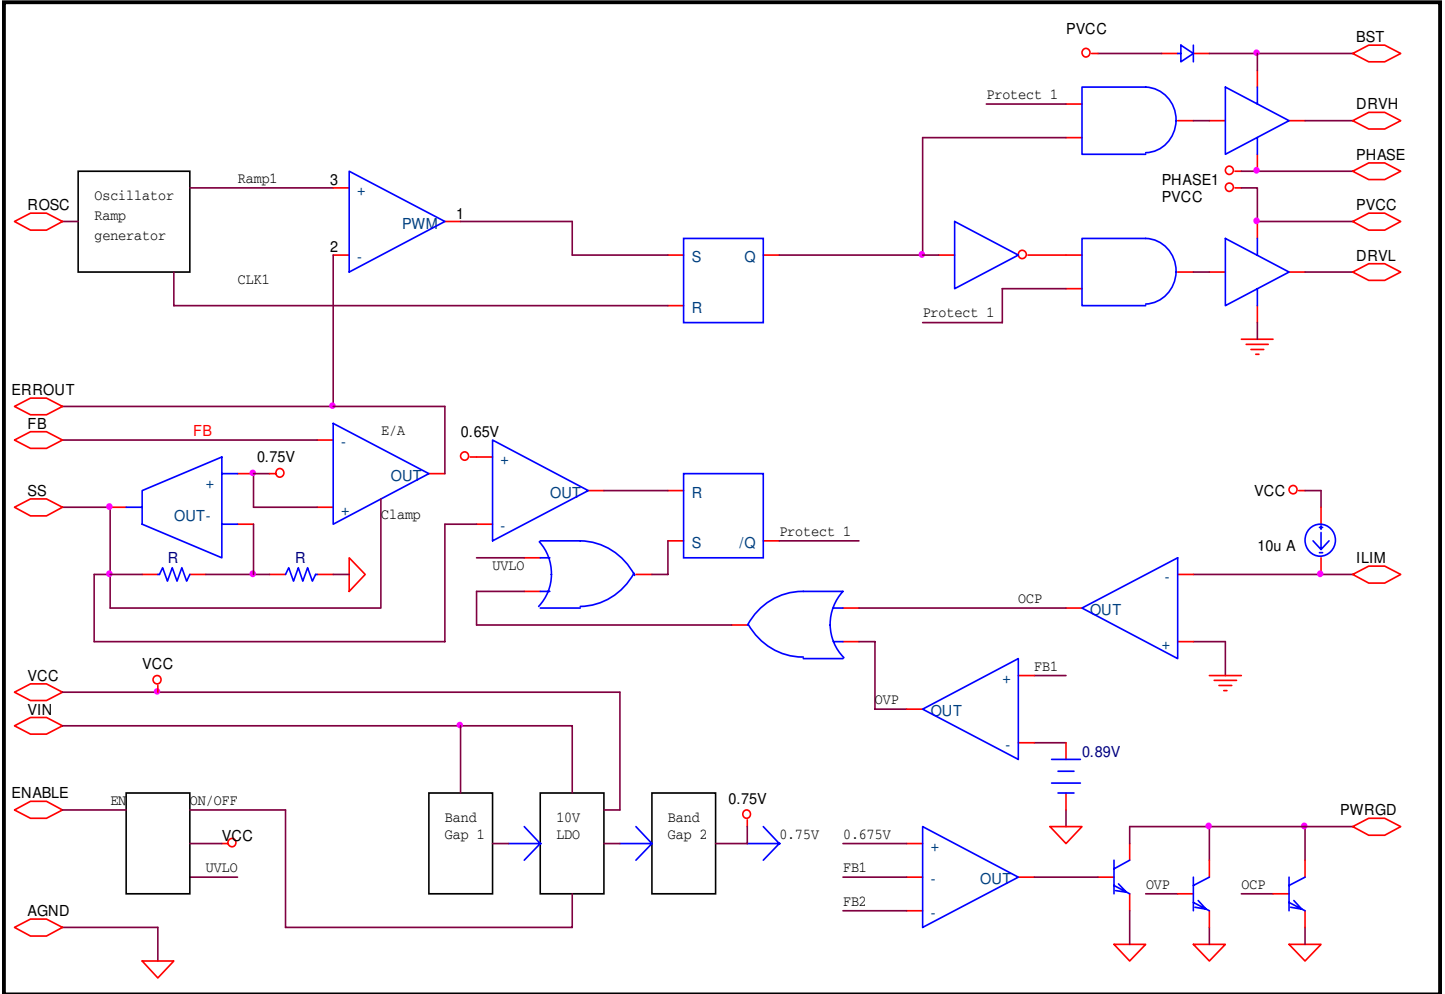 PVCC
BST
Protect 1
DRVH
PHASE
PHASE1
PVCC
PVCC
DRVL
ROSC
Oscillator
Ramp
generator
Ramp1
3
+
PWM
1
2
-
CLK1
S
Q
R
Protect 1
ERROUT
FB
FB
E/A
-
OUT
+
Clamp
0.75V
SS
+
OUT-
R
R
0.65V
+
OUT
-
R
S
/Q
Protect 1
UVLO
VCC
10u A
ILIM
-
OUT
+
OCP
FB1
+
OUT
-
OVP
0.89V
VCC
VCC
VIN
ENABLE
EN
ON/OFF
VCC
UVLO
Band
Gap 1
10V
LDO
Band
Gap 2
0.75V
0.75V
0.675V
+
FB1
-
OUT
FB2
-
PWRGD
OVP
OCP
AGND